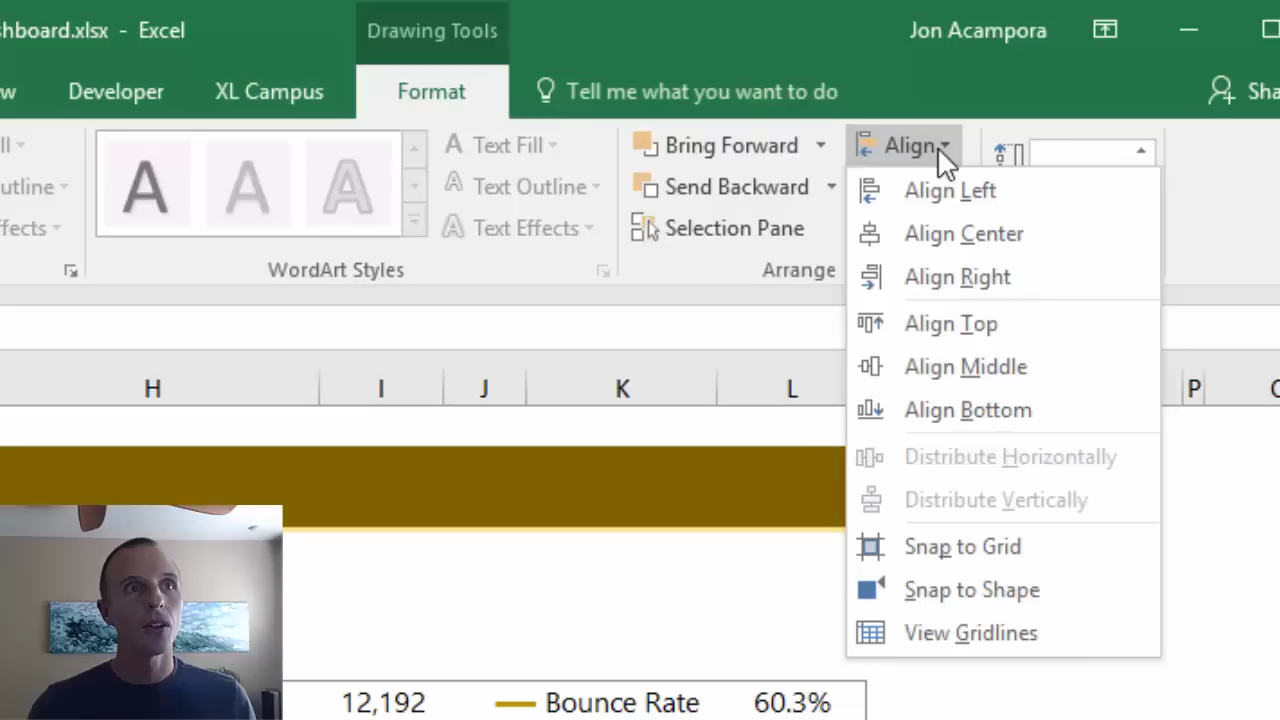 hboard.xlsx - Excel
Drawing Tools
Jon Acampora
w
Developer
XL Campus
Format
Tell me what you want to do
Sha
ll
utline
ffects
A A A
A Text Fill
A Text Outline
A Text Effects
WordArt Styles
Bring Forward
Send Backward
Selection Pane
Arrange
Align
Align Left
Align Center
Align Right
Align Top
Align Middle
Align Bottom
Distribute Horizontally
Distribute Vertically
Snap to Grid
Snap to Shape
View Gridlines
H I J K L P
12,192 Bounce Rate 60.3%